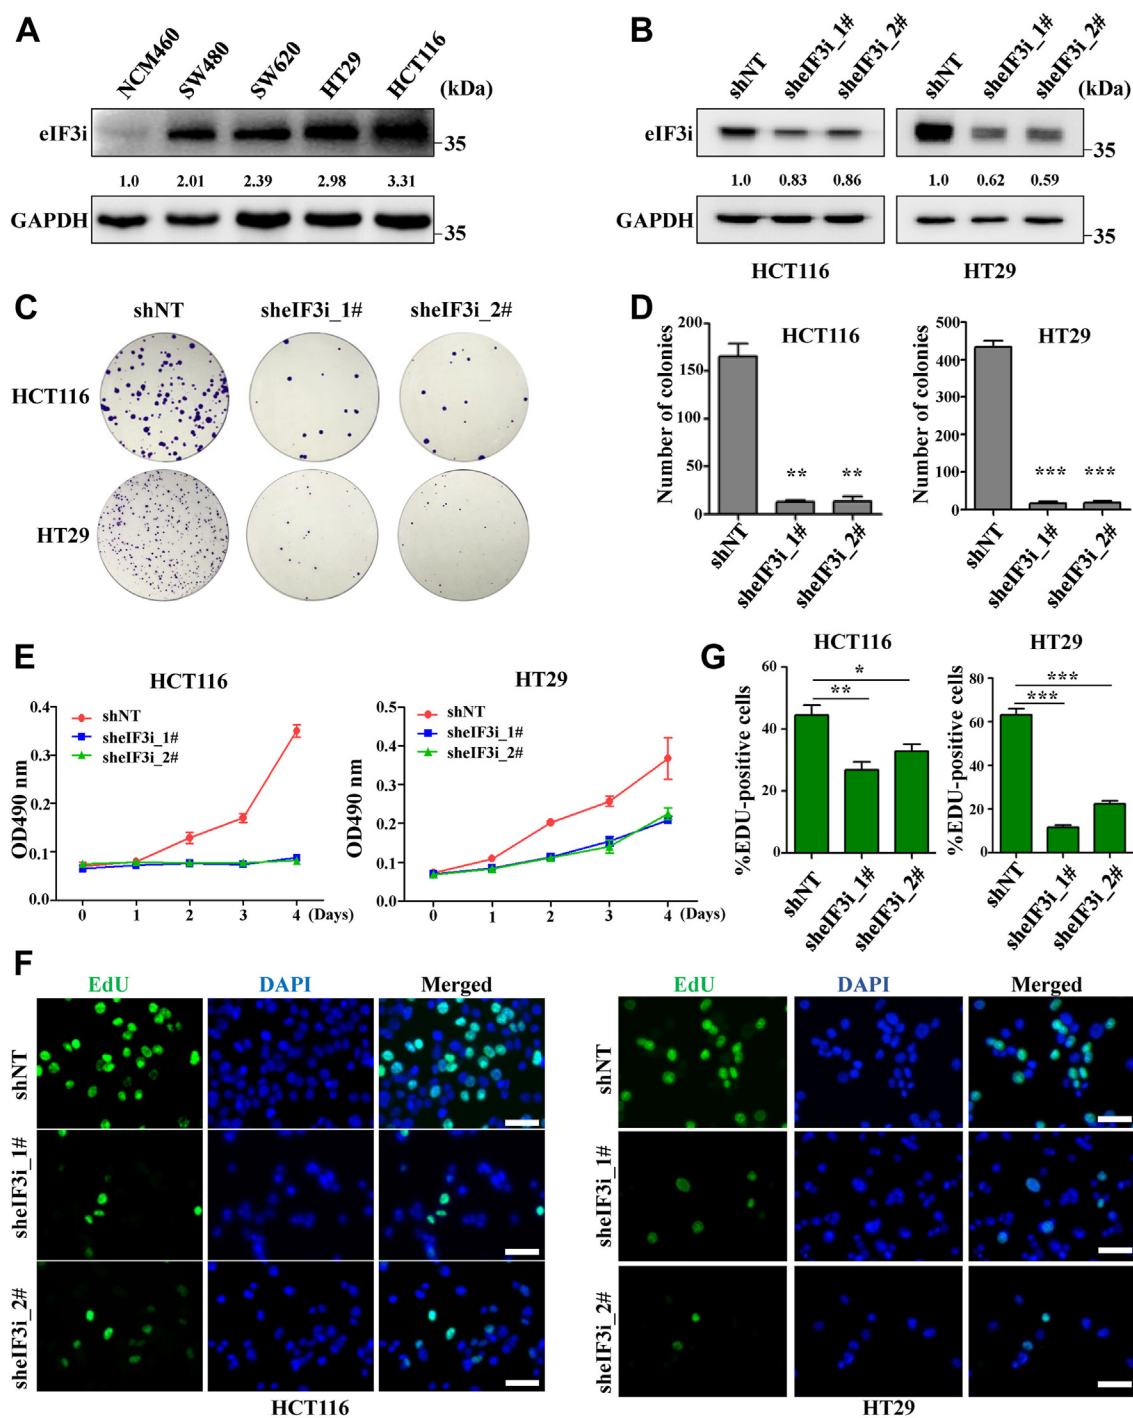 A
NCM460 SW480 SW620 HT29 HCT116 (kDa)
eIF3i
35
1.0 2.01 2.39 2.98 3.31
GAPDH
35
B
shNT sheIF3i_1# sheIF3i_2# shNT sheIF3i_1# sheIF3i_2# (kDa)
eIF3i
35
1.0 0.83 0.86 1.0 0.62 0.59
GAPDH
35
HCT116 HT29
C
shNT sheIF3i_1# sheIF3i_2#
HCT116
HT29
D
HCT116
Number of colonies
200
150
100
50
0
** **
shNT sheIF3i_1# sheIF3i_2#
HT29
Number of colonies
500
400
300
200
100
0
*** ***
shNT sheIF3i_1# sheIF3i_2#
E
HCT116
OD490 nm
0.4
0.3
0.2
0.1
0.0
shNT
sheIF3i_1#
sheIF3i_2#
0 1 2 3 4 (Days)
HT29
OD490 nm
0.5
0.4
0.3
0.2
0.1
0.0
shNT
sheIF3i_1#
sheIF3i_2#
0 1 2 3 4 (Days)
G
HCT116
%EDU-positive cells
60
40
20
0
*
**
shNT sheIF3i_1# sheIF3i_2#
HT29
%EDU-positive cells
80
60
40
20
0
***
***
shNT sheIF3i_1# sheIF3i_2#
F
EdU DAPI Merged
shNT
sheIF3i_1#
sheIF3i_2#
HCT116
EdU DAPI Merged
shNT
sheIF3i_1#
sheIF3i_2#
HT29